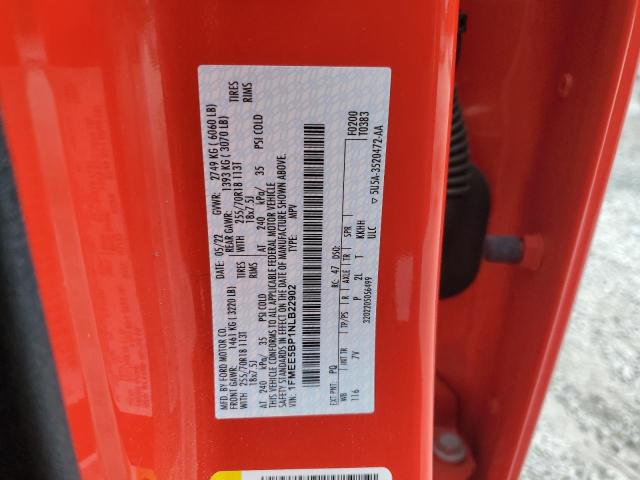 MFD. BY FORD MOTOR CO.
DATE: 05/22 GVWR: 2749 KG ( 6060 LB)
FRONT GAWR: 1461 KG ( 3220 LB) REAR GAWR: 1393 KG ( 3070 LB)
WITH 255/70R18 113T TIRES WITH 255/70R18 113T TIRES
18x7.5J RIMS 18x7.5J RIMS
AT 240 kPa/ 35 PSI COLD AT 240 kPa/ 35 PSI COLD
THIS VEHICLE CONFORMS TO ALL APPLICABLE FEDERAL MOTOR VEHICLE
SAFETY STANDARDS IN EFFECT ON THE DATE OF MANUFACTURE SHOWN ABOVE.
VIN: 1FMEE5BP1NLB22902 TYPE: MPV
F0200
T0383
EXT PNT: PQ RC: 47 DSO:
WB INT TR TP/PS R AXLE TR SPR
116 7V P 2L T KKHH
ULC
3202205056499 ▽ 5U5A-3520472-AA